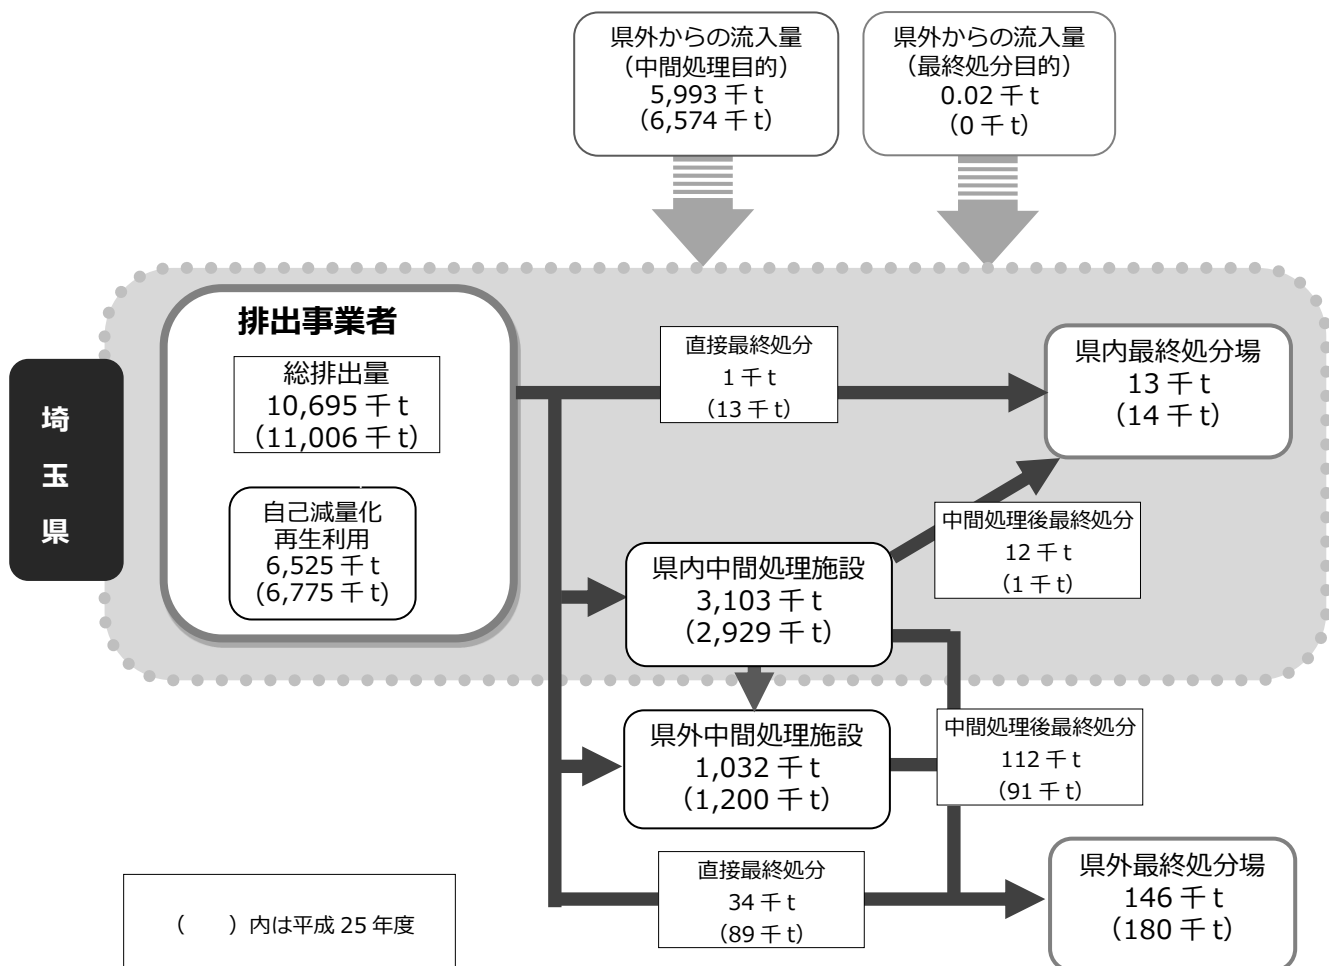 県外からの流入量
（中間処理目的）
5,993 千 t
（6,574 千 t）
県外からの流入量
（最終処分目的）
0.02 千 t
（0 千 t）
埼
玉
県
排出事業者
総排出量
10,695 千 t
（11,006 千 t）
自己減量化
再生利用
6,525 千 t
(6,775 千 t)
直接最終処分
1 千 t
（13 千 t）
県内最終処分場
13 千 t
（14 千 t）
中間処理後最終処分
12 千 t
（1 千 t）
県内中間処理施設
3,103 千 t
（2,929 千 t）
県外中間処理施設
1,032 千 t
（1,200 千 t）
中間処理後最終処分
112 千 t
（91 千 t）
直接最終処分
34 千 t
（89 千 t）
県外最終処分場
146 千 t
（180 千 t）
（　　）内は平成 25 年度